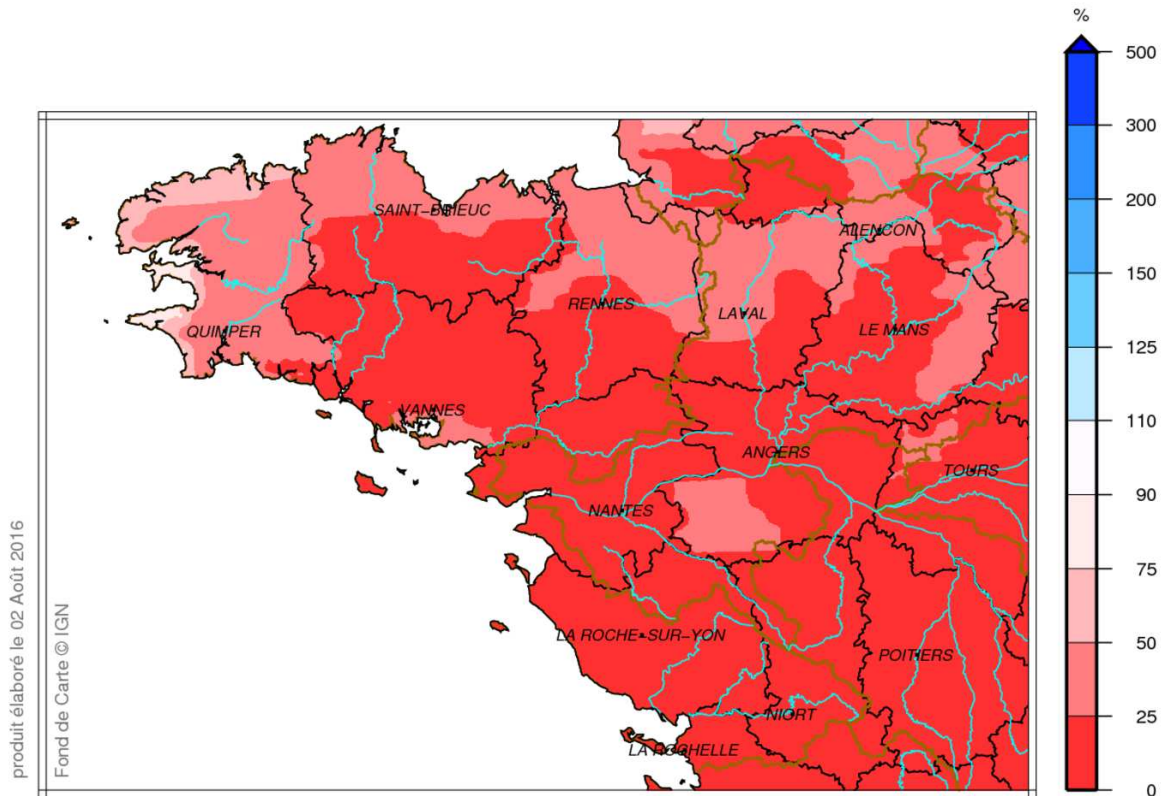 %
500
300
200
150
125
110
90
75
50
25
0
SAINT-BRIEUC
ALENCON
RENNES
LAVAL
QUIMPER
LE MANS
VANNES
ANGERS
TOURS
NANTES
LA ROCHE-SUR-YON
POITIERS
NIORT
LA ROCHELLE
produit élaboré le 02 Août 2016
Fond de Carte © IGN